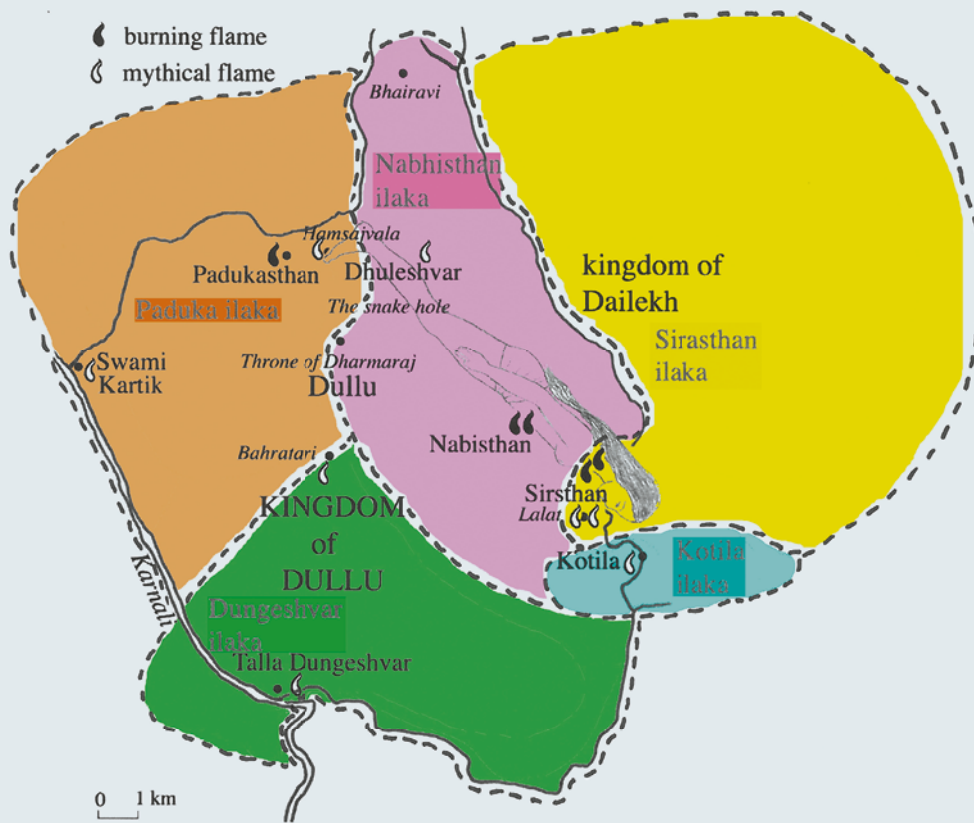 burning flame
mythical flame
Bhairavi
Nabhisthan
ilaka
Hamsajvala
Padukasthan
Dhuleshvar
kingdom of
Dailekh
Paduka ilaka
The snake hole
Sirasthan
ilaka
Swami
Kartik
Throne of Dharmaraj
Dullu
Nabisthan
Bahratari
Sirsthan
Lalat
KINGDOM
of
DULLU
Kotila
Kotila
ilaka
Karnali
Dungeshvar
ilaka
Talla Dungeshvar
0 1 km